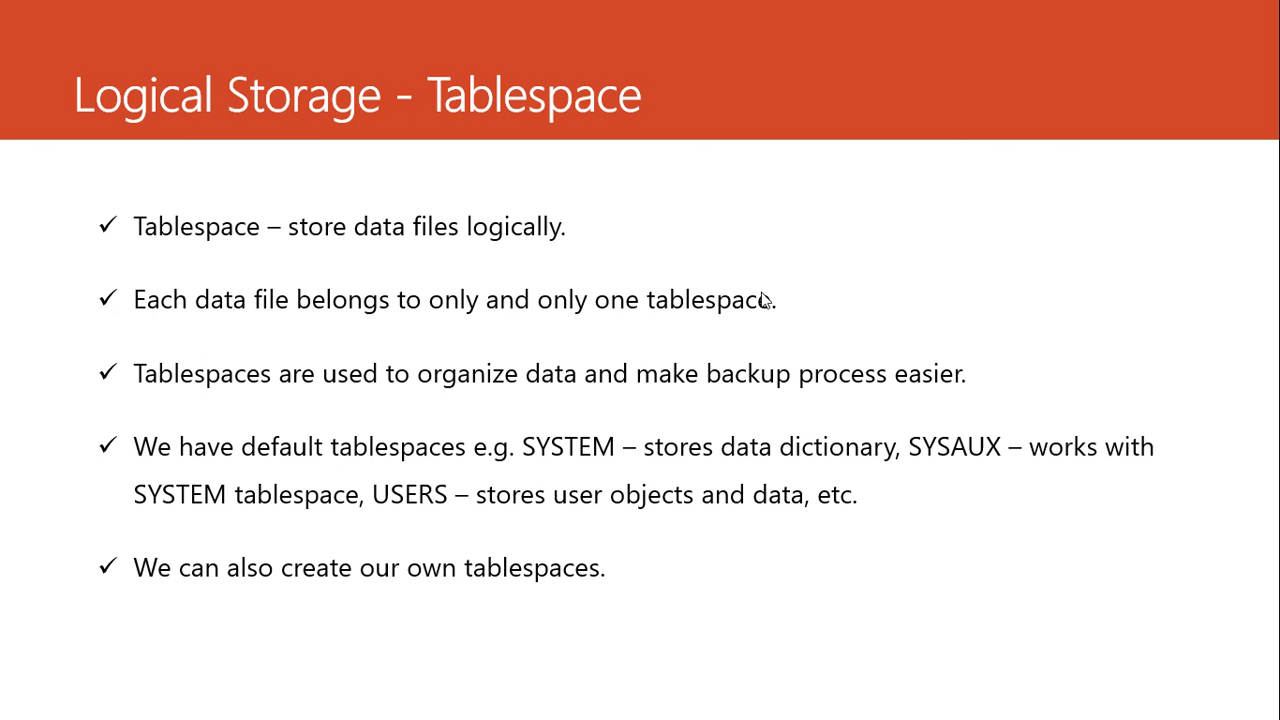 Logical Storage - Tablespace
✓ Tablespace – store data files logically.
✓ Each data file belongs to only and only one tablespace.
✓ Tablespaces are used to organize data and make backup process easier.
✓ We have default tablespaces e.g. SYSTEM – stores data dictionary, SYSAUX – works with
SYSTEM tablespace, USERS – stores user objects and data, etc.
✓ We can also create our own tablespaces.